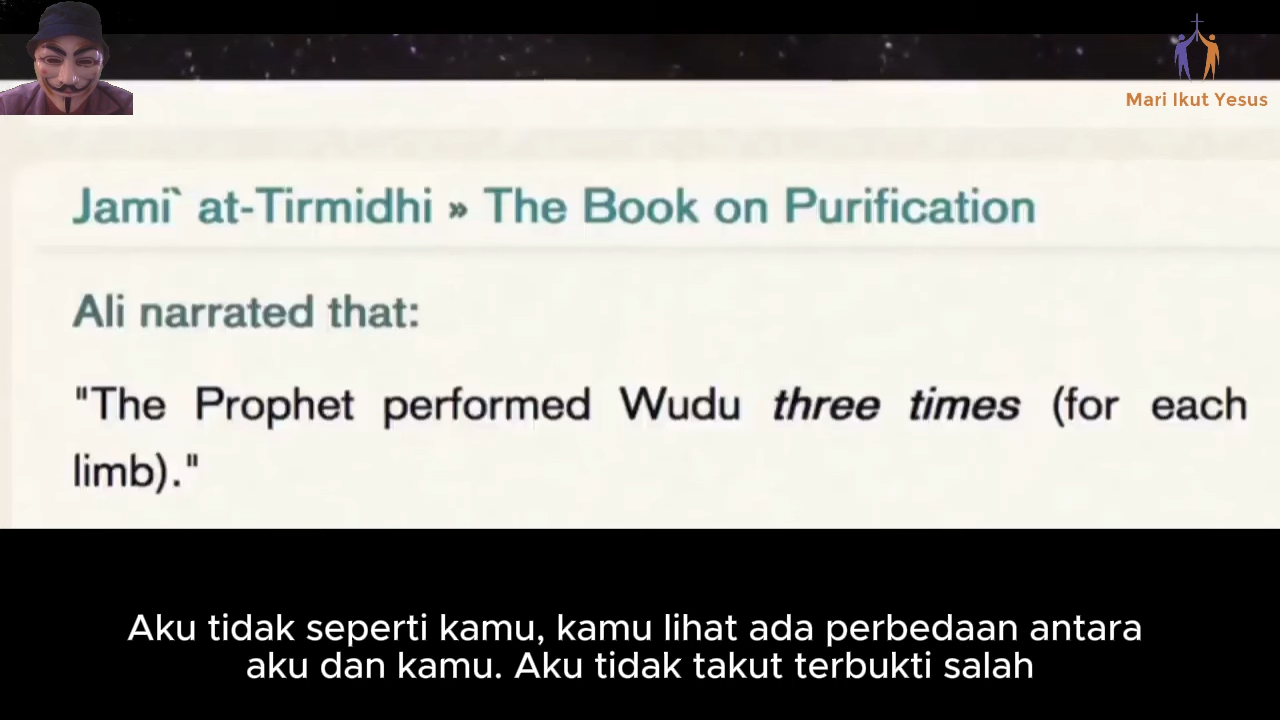 Mari Ikut Yesus
Jami` at-Tirmidhi » The Book on Purification
Ali narrated that:
"The Prophet performed Wudu three times (for each
limb)."
Aku tidak seperti kamu, kamu lihat ada perbedaan antara
aku dan kamu. Aku tidak takut terbukti salah